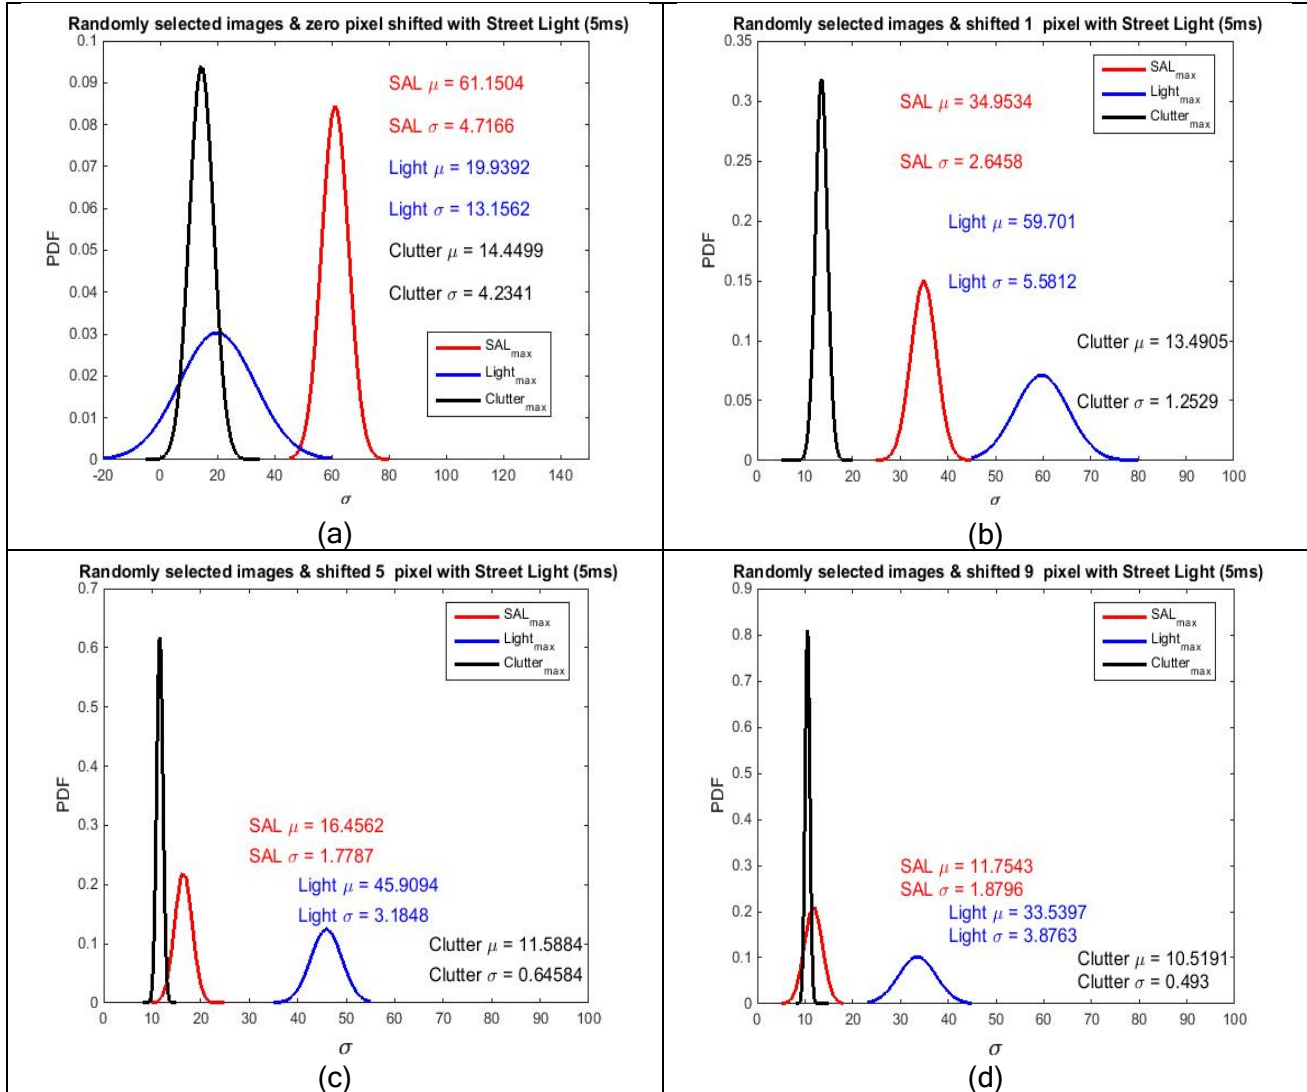 Randomly selected images & zero pixel shifted with Street Light (5ms)
0.1
0.09
0.08
0.07
0.06
0.05
0.04
0.03
0.02
0.01
0
PDF
SAL μ = 61.1504
SAL σ = 4.7166
Light μ = 19.9392
Light σ = 13.1562
Clutter μ = 14.4499
Clutter σ = 4.2341
SALmax
Lightmax
Cluttermax
-20 0 20 40 60 80 100 120 140
σ
(a)
Randomly selected images & shifted 1 pixel with Street Light (5ms)
0.35
0.3
0.25
0.2
0.15
0.1
0.05
0
PDF
SALmax
Lightmax
Cluttermax
SAL μ = 34.9534
SAL σ = 2.6458
Light μ = 59.701
Light σ = 5.5812
Clutter μ = 13.4905
Clutter σ = 1.2529
0 10 20 30 40 50 60 70 80 90 100
σ
(b)
Randomly selected images & shifted 5 pixel with Street Light (5ms)
0.7
0.6
0.5
0.4
0.3
0.2
0.1
0
PDF
SALmax
Lightmax
Cluttermax
SAL μ = 16.4562
SAL σ = 1.7787
Light μ = 45.9094
Light σ = 3.1848
Clutter μ = 11.5884
Clutter σ = 0.64584
0 10 20 30 40 50 60 70 80 90 100
σ
(c)
Randomly selected images & shifted 9 pixel with Street Light (5ms)
0.9
0.8
0.7
0.6
0.5
0.4
0.3
0.2
0.1
0
PDF
SALmax
Lightmax
Cluttermax
SAL μ = 11.7543
SAL σ = 1.8796
Light μ = 33.5397
Light σ = 3.8763
Clutter μ = 10.5191
Clutter σ = 0.493
0 10 20 30 40 50 60 70 80 90 100
σ
(d)